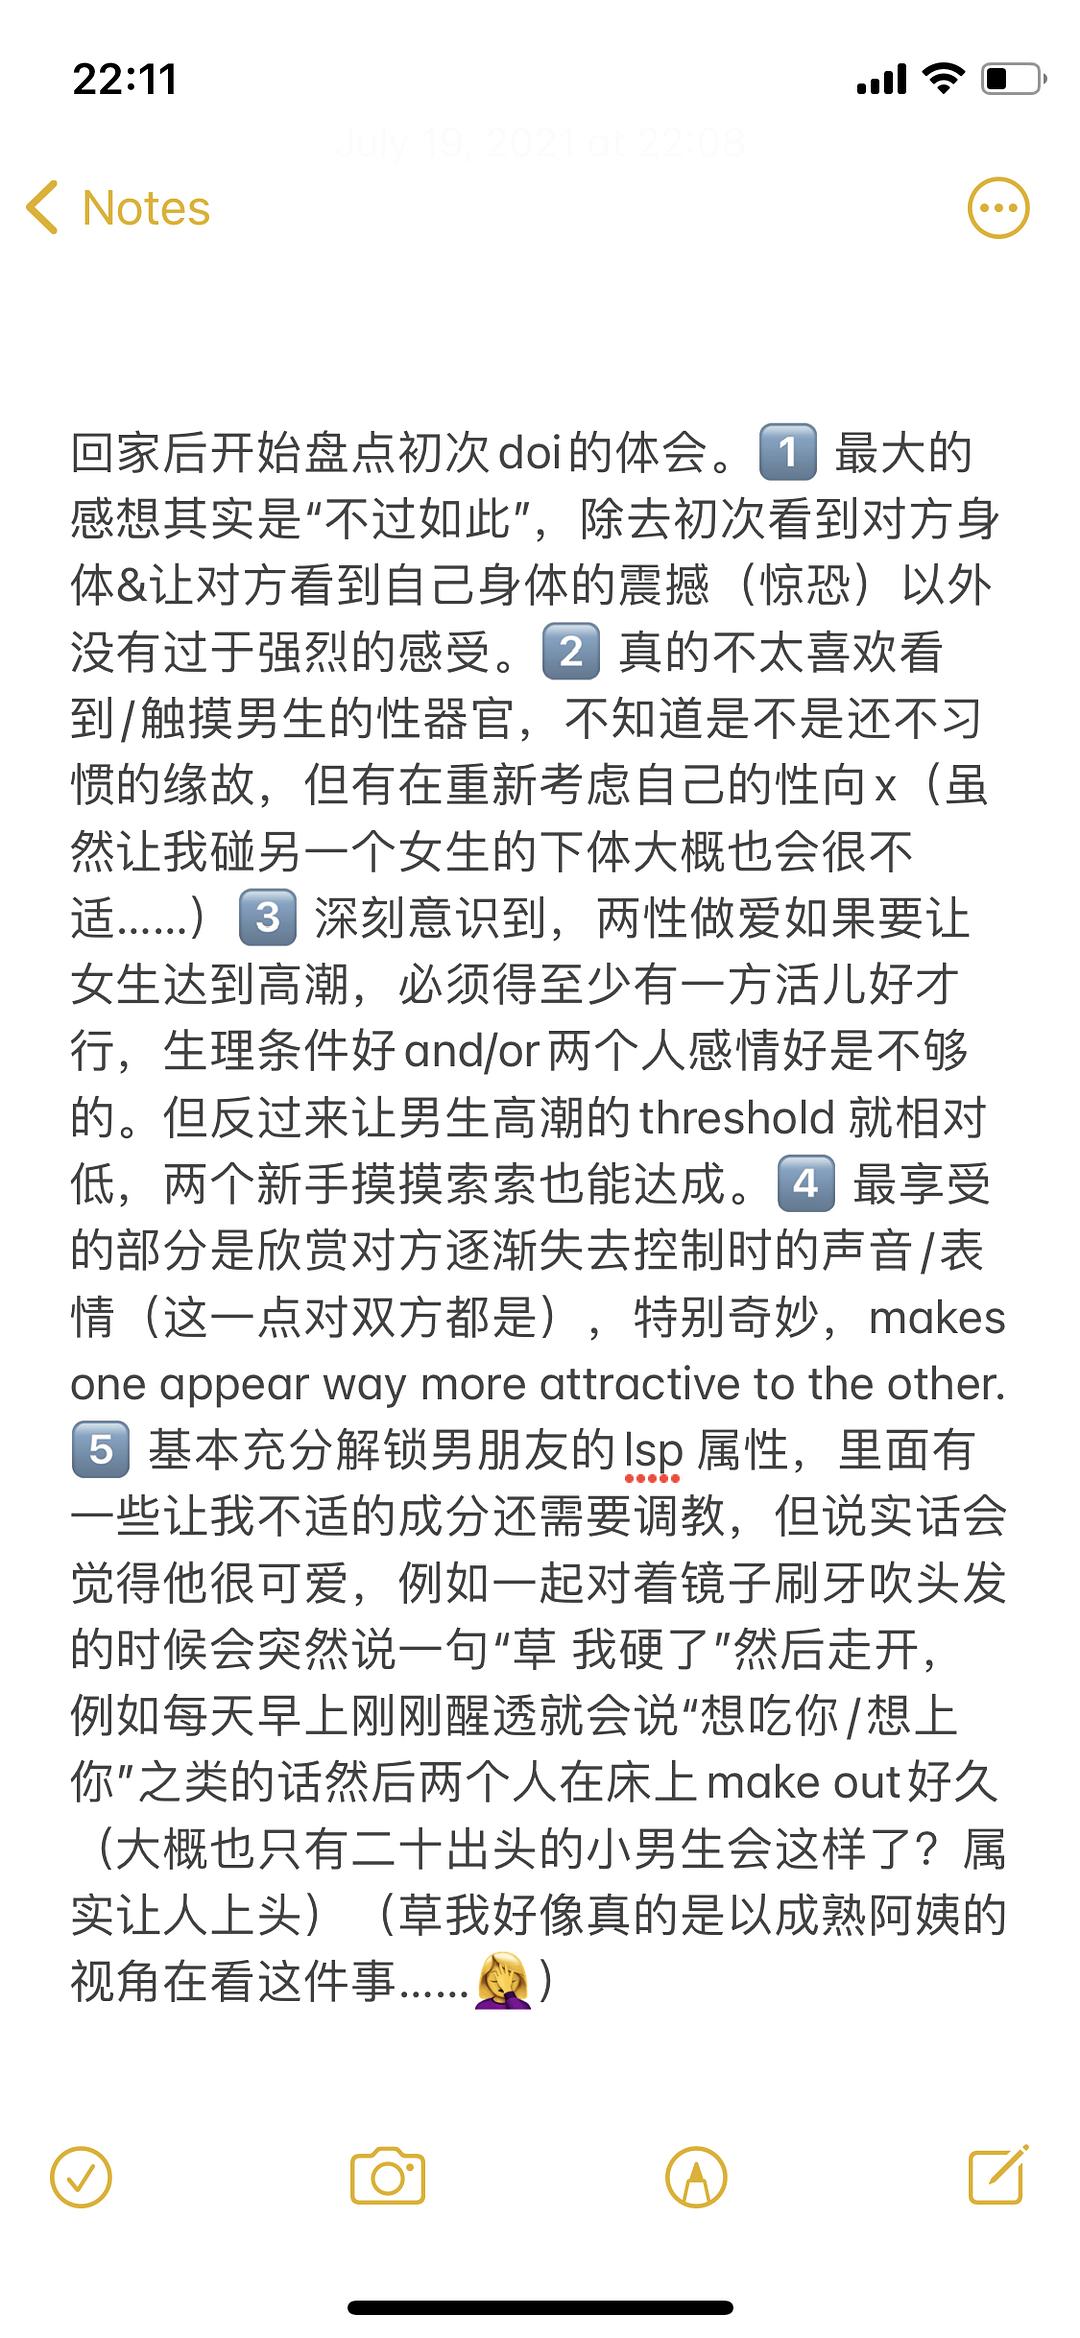 22:11
July 19, 2021 at 22:08
Notes
回家后开始盘点初次doi的体会。1️⃣ 最大的
感想其实是“不过如此”，除去初次看到对方身
体&让对方看到自己身体的震撼（惊恐）以外
没有过于强烈的感受。2️⃣ 真的不太喜欢看
到/触摸男生的性器官，不知道是不是还不习
惯的缘故，但有在重新考虑自己的性向x（虽
然让我碰另一个女生的下体大概也会很不
适……）3️⃣ 深刻意识到，两性做爱如果要让
女生达到高潮，必须得至少有一方活儿好才
行，生理条件好and/or两个人感情好是不够
的。但反过来让男生高潮的threshold 就相对
低，两个新手摸摸索索也能达成。4️⃣ 最享受
的部分是欣赏对方逐渐失去控制时的声音/表
情（这一点对双方都是），特别奇妙，makes
one appear way more attractive to the other.
5️⃣ 基本充分解锁男朋友的lsp 属性，里面有
一些让我不适的成分还需要调教，但说实话会
觉得他很可爱，例如一起对着镜子刷牙吹头发
的时候会突然说一句“草 我硬了”然后走开，
例如每天早上刚刚醒透就会说“想吃你/想上
你”之类的话然后两个人在床上make out好久
（大概也只有二十出头的小男生会这样了？属
实让人上头）（草我好像真的是以成熟阿姨的
视角在看这件事……🤦‍♀️）